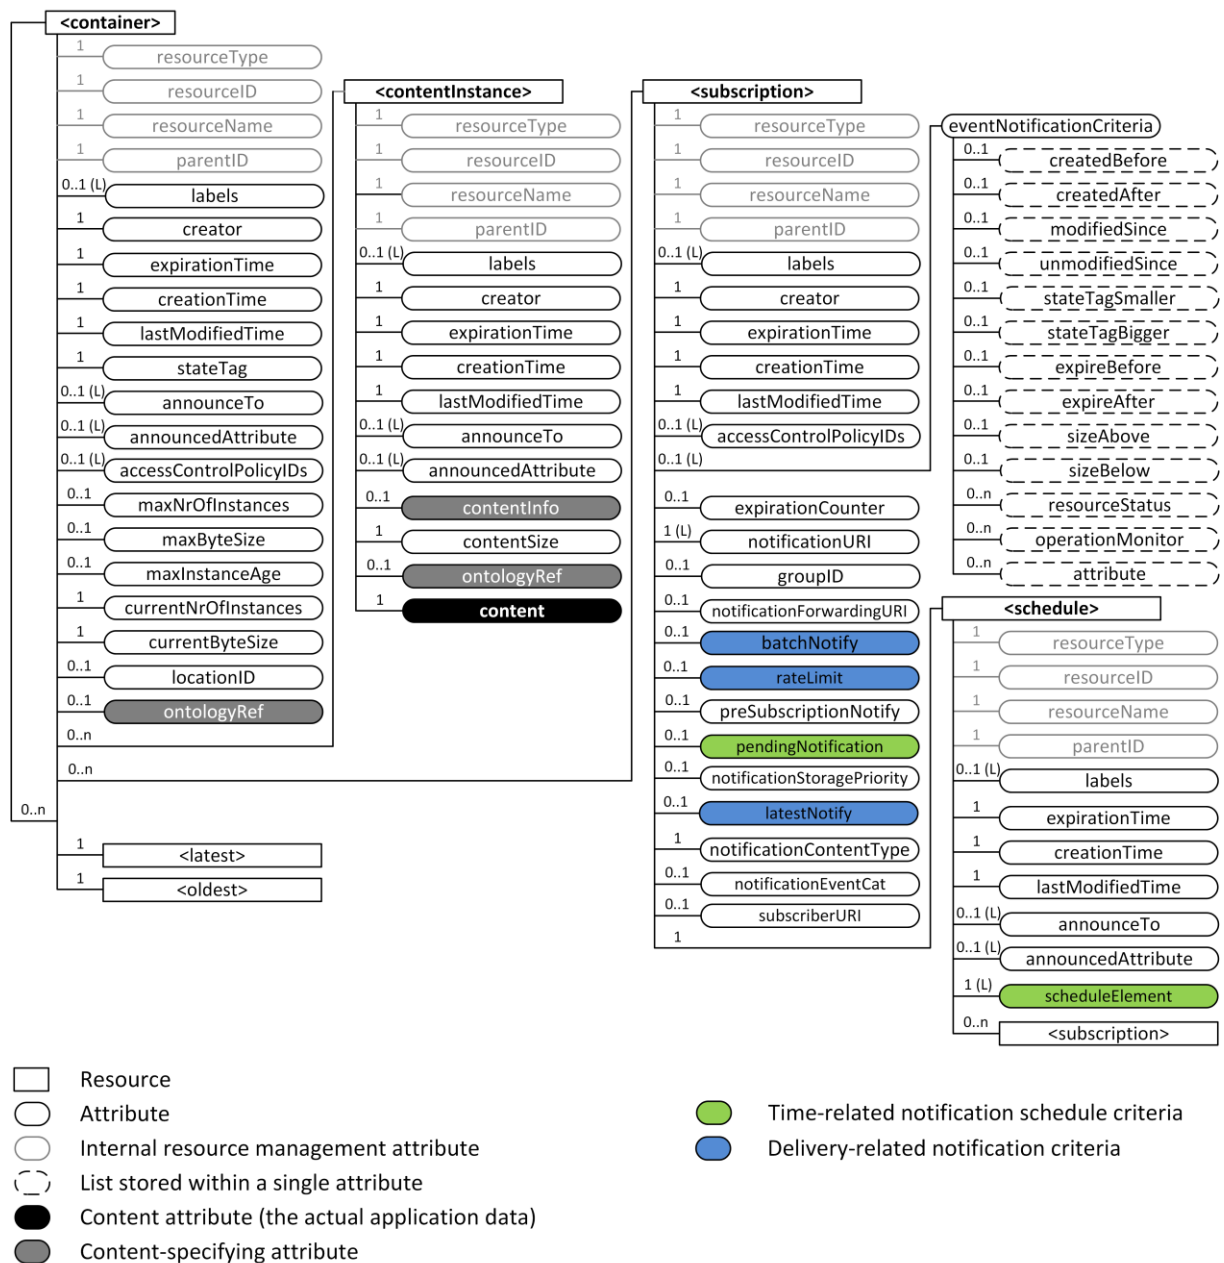 <container>
1
resourceType
1
resourceID
1
resourceName
1
parentID
0..1 (L)
labels
1
creator
1
expirationTime
1
creationTime
1
lastModifiedTime
1
stateTag
0..1 (L)
announceTo
0..1 (L)
announcedAttribute
0..1 (L)
accessControlPolicyIDs
0..1
maxNrOfInstances
0..1
maxByteSize
0..1
maxInstanceAge
1
currentNrOfInstances
1
currentByteSize
0..1
locationID
0..1
ontologyRef
0..n
0..n
0..n
1
<latest>
1
<oldest>
<contentInstance>
1
resourceType
1
resourceID
1
resourceName
1
parentID
0..1 (L)
labels
1
creator
1
expirationTime
1
creationTime
1
lastModifiedTime
0..1 (L)
announceTo
0..1 (L)
announcedAttribute
0..1
contentInfo
1
contentSize
0..1
ontologyRef
1
content
<subscription>
1
resourceType
1
resourceID
1
resourceName
1
parentID
0..1 (L)
labels
1
creator
1
expirationTime
1
creationTime
1
lastModifiedTime
0..1 (L)
accessControlPolicyIDs
0..1 (L)
0..1
expirationCounter
1 (L)
notificationURI
0..1
groupID
0..1
notificationForwardingURI
0..1
batchNotify
0..1
rateLimit
0..1
preSubscriptionNotify
0..1
pendingNotification
0..1
notificationStoragePriority
0..1
latestNotify
1
notificationContentType
0..1
notificationEventCat
0..1
subscriberURI
1
eventNotificationCriteria
0..1
createdBefore
0..1
createdAfter
0..1
modifiedSince
0..1
unmodifiedSince
0..1
stateTagSmaller
0..1
stateTagBigger
0..1
expireBefore
0..1
expireAfter
0..1
sizeAbove
0..1
sizeBelow
0..n
resourceStatus
0..n
operationMonitor
0..n
attribute
<schedule>
1
resourceType
1
resourceID
1
resourceName
1
parentID
0..1 (L)
labels
1
expirationTime
1
creationTime
1
lastModifiedTime
0..1 (L)
announceTo
0..1 (L)
announcedAttribute
1 (L)
scheduleElement
0..n
<subscription>
Resource
Attribute
Internal resource management attribute
List stored within a single attribute
Content attribute (the actual application data)
Content-specifying attribute
Time-related notification schedule criteria
Delivery-related notification criteria